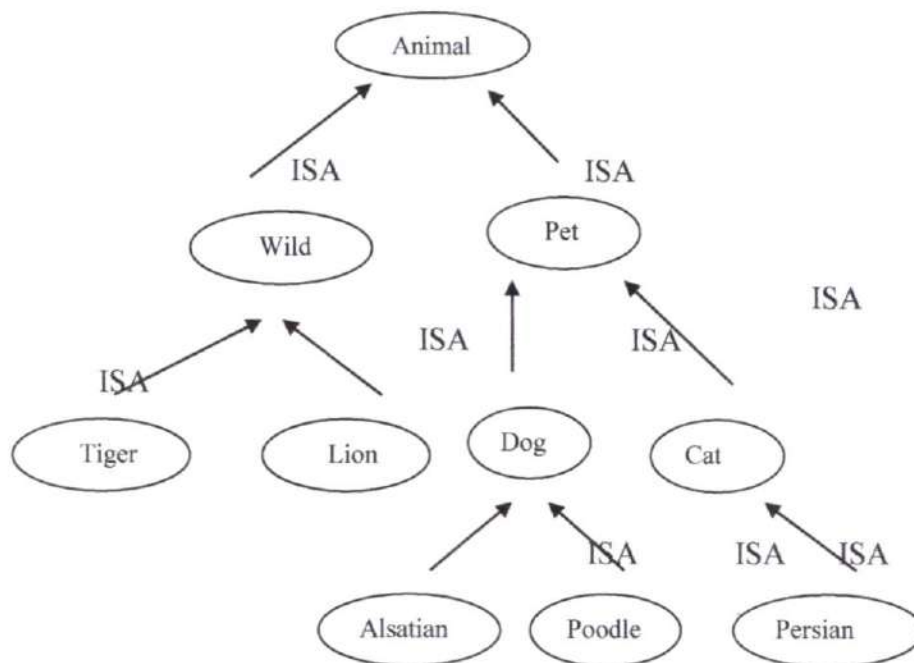 Animal
ISA ISA
Wild Pet
ISA
ISA ISA
ISA
Tiger Lion Dog Cat
ISA ISA ISA
Alsatian Poodle Persian